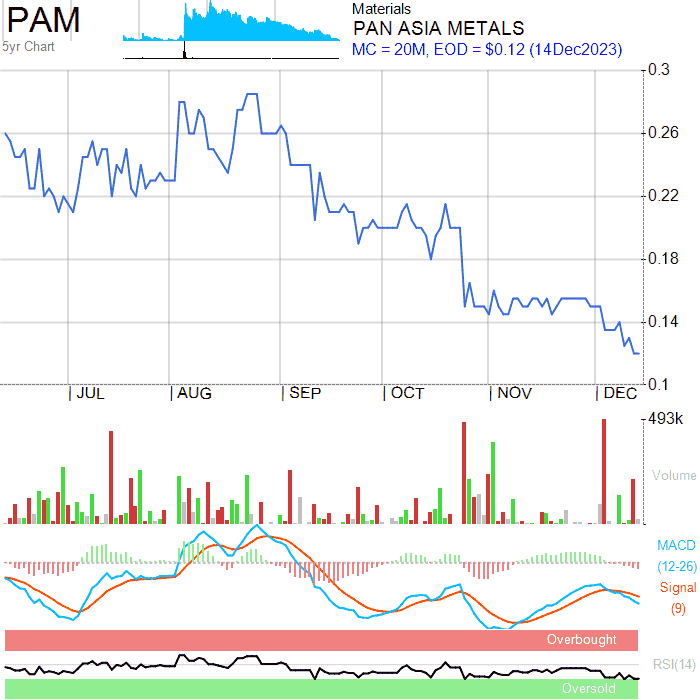 PAM
5yr Chart
Materials
PAN ASIA METALS
MC = 20M, EOD = $0.12 (14Dec2023)
0.3
0.26
0.22
0.18
0.14
0.1
JUL AUG SEP OCT NOV DEC
493k
Volume
MACD
(12-26)
Signal
(9)
Overbought
RSI(14)
Oversold